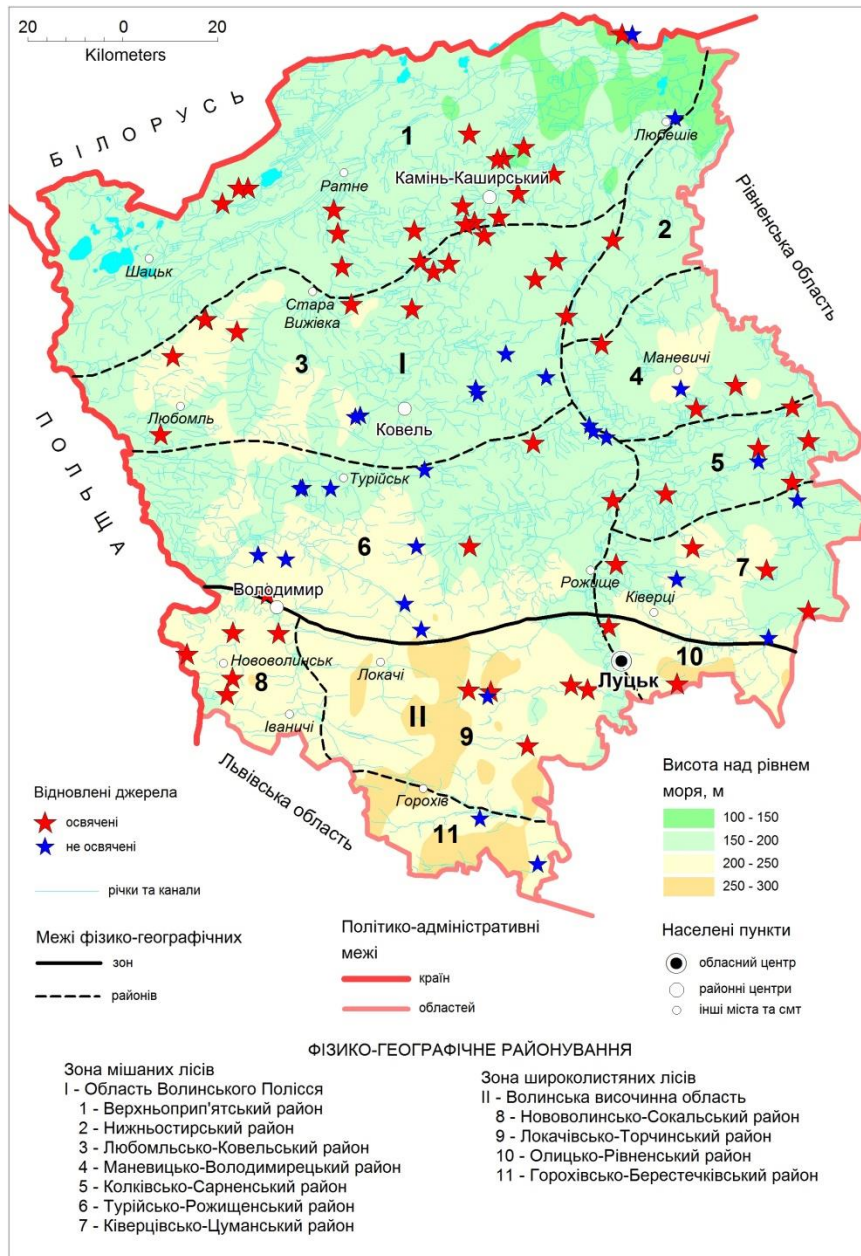 20 0 20
Kilometers
БІЛОРУСЬ
1
Любешів
Ратне
Камінь-Каширський
2
Рівненська область
Шацьк
Стара
Вижівка
3
I
4
Маневичі
Любомль
Ковель
ПОЛЬЩА
5
Турійськ
6
7
Рожище
Ківерці
Володимир
10
Нововолинськ
Локачі
Луцьк
8
II
9
Іваничі
Львівська область
Горохів
11
Відновлені джерела
освячені
не освячені
річки та канали
Межі фізико-географічних
зон
районів
Політико-адміністративні
межі
країн
областей
Висота над рівнем
моря, м
100 - 150
150 - 200
200 - 250
250 - 300
Населені пункти
обласний центр
районні центри
інші міста та смт
ФІЗИКО-ГЕОГРАФІЧНЕ РАЙОНУВАННЯ
Зона мішаних лісів
I - Область Волинського Полісся
1 - Верхньоприп'ятський район
2 - Нижньостирський район
3 - Любомльсько-Ковельський район
4 - Маневицько-Володимирецький район
5 - Колківсько-Сарненський район
6 - Турійсько-Рожищенський район
7 - Ківерцівсько-Цуманський район
Зона широколистяних лісів
II - Волинська височинна область
8 - Нововолинсько-Сокальський район
9 - Локачівсько-Торчинський район
10 - Олицько-Рівненський район
11 - Горохівсько-Берестечківський район